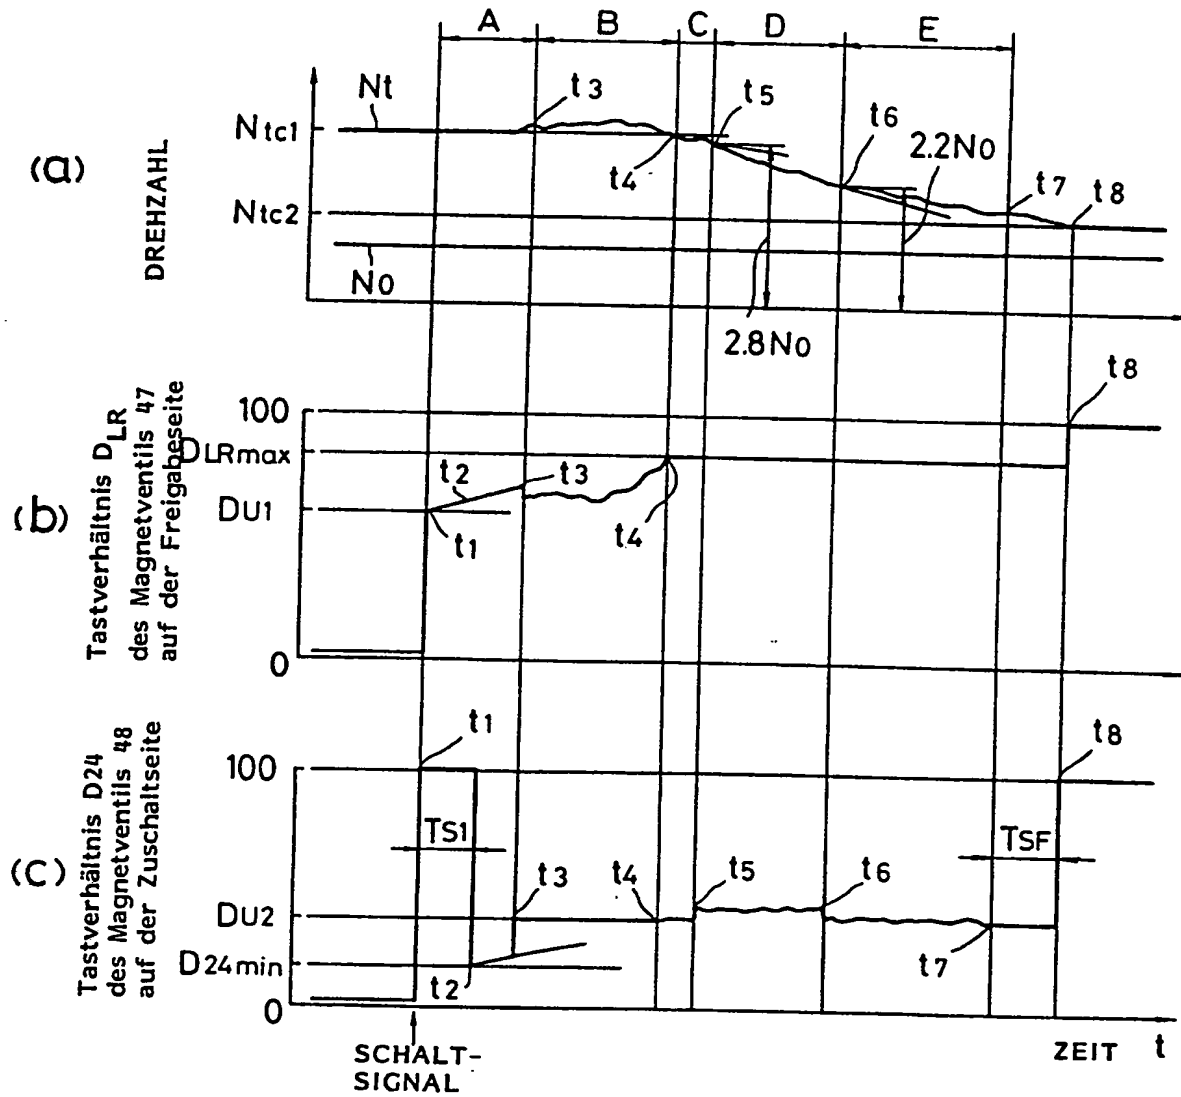 A B C D E
Nt
t3
t5
t6
2.2N0
Ntc1
(a)
DREHZAHL
t4
t7
t8
Ntc2
N0
2.8N0
t8
(b)
Tastverhältnis DLR
des Magnetventils 47
auf der Freigabeseite
100
DLRmax
t2
t3
DU1
t1
t4
0
(c)
Tastverhältnis D24
des Magnetventils 48
auf der Zuschaltseite
t1
t8
100
TS1
TSF
t3
t4
t5
t6
DU2
D24min
t2
t7
0
SCHALT-
SIGNAL
ZEIT t